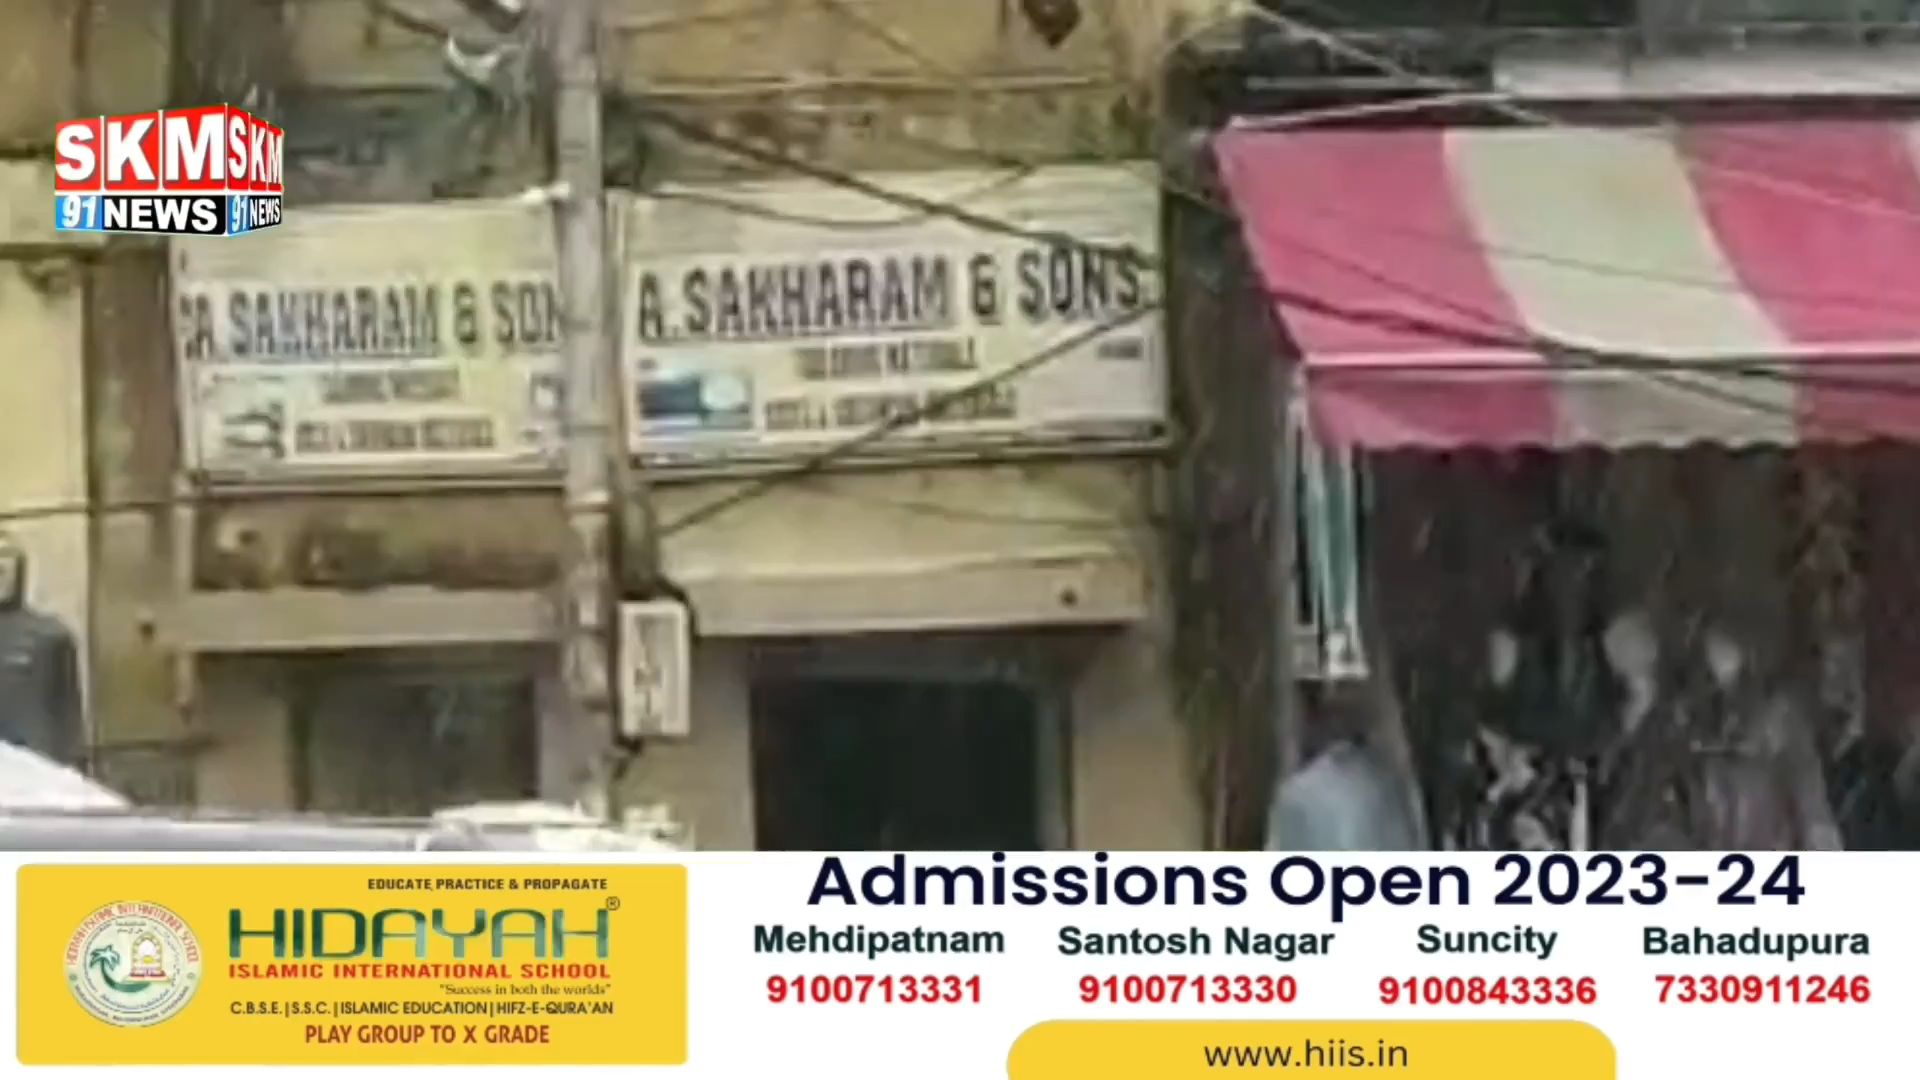 SKM SKM
91 NEWS 91 NEWS
A. SAKHARAM & SON
A. SAKHARAM & SONS
EDUCATE, PRACTICE & PROPAGATE
HIDAYAH®
ISLAMIC INTERNATIONAL SCHOOL
"Success in both the worlds"
C.B.S.E.|S.S.C.|ISLAMIC EDUCATION|HIFZ-E-QURA'AN
PLAY GROUP TO X GRADE
Admissions Open 2023-24
Mehdipatnam Santosh Nagar Suncity Bahadupura
9100713331 9100713330 9100843336 7330911246
www.hiis.in